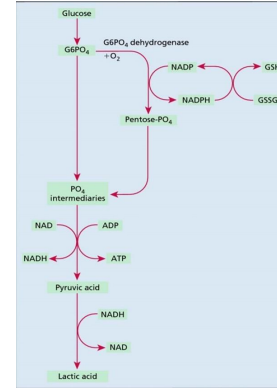 Glucose
G6PO₄
G6PO₄ dehydrogenase
+O₂
NADP
GSH
NADPH
GSSG
Pentose-PO₄
PO₄
intermediaries
NAD
ADP
NADH
ATP
Pyruvic acid
NADH
NAD
Lactic acid